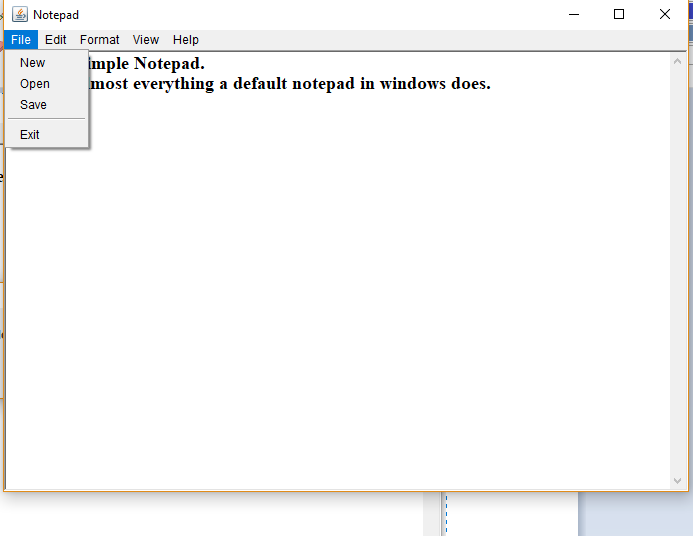 Notepad
File Edit Format View Help
New
Open
Save
Exit
imple Notepad.
most everything a default notepad in windows does.